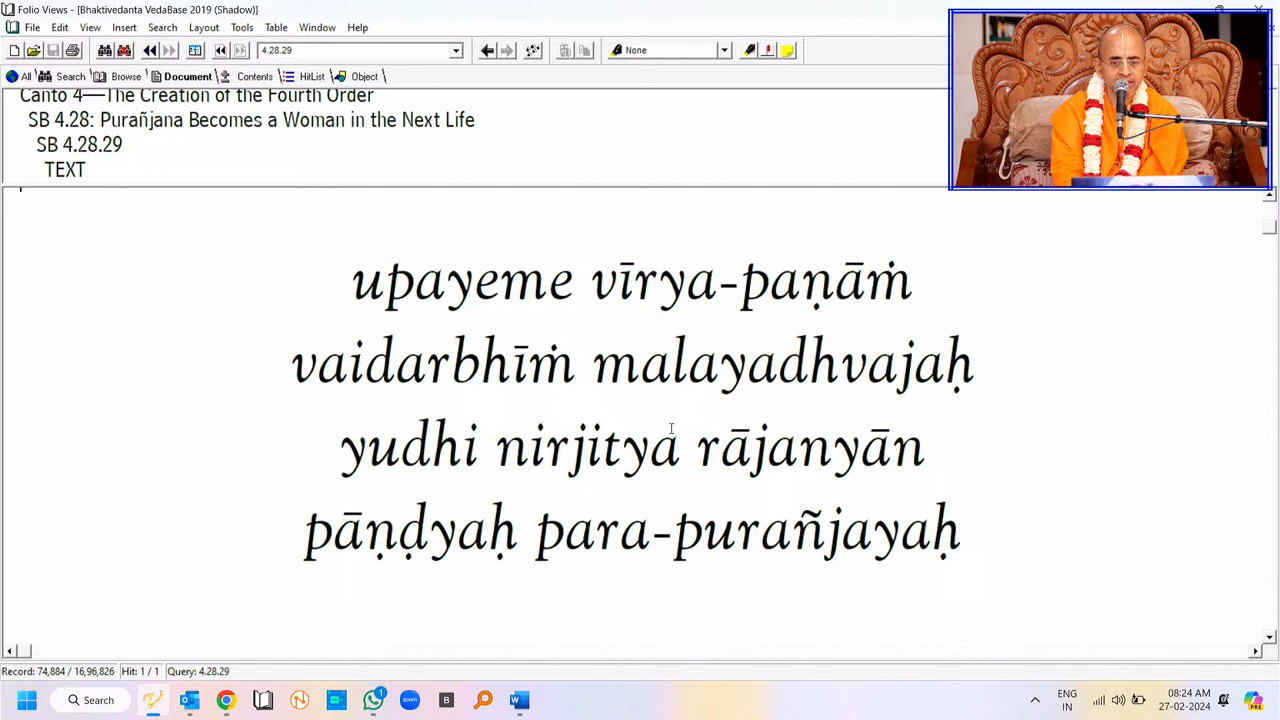 Folio Views - [Bhaktivedanta VedaBase 2019 (Shadow)]
File Edit View Insert Search Layout Tools Table Window Help
4.28.29 None
All Search Browse Document Contents HitList Object
Canto 4—The Creation of the Fourth Order
SB 4.28: Purañjana Becomes a Woman in the Next Life
SB 4.28.29
TEXT
upayeme vīrya-paṇāṁ
vaidarbhīṁ malayadhvajaḥ
yudhi nirjitya rājanyān
pāṇḍyaḥ para-purañjayaḥ
Record: 74,884 / 16,96,826 Hit: 1 / 1 Query: 4.28.29
Search zoom B 1 ENG 08:24 AM
IN 27-02-2024 PRE